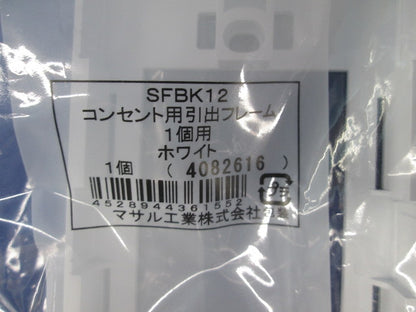 SFBK12
コンセント用引出フレーム
1個用
ホワイト
1個 ( 4082616 )
4528944361552
マサル工業株式会社